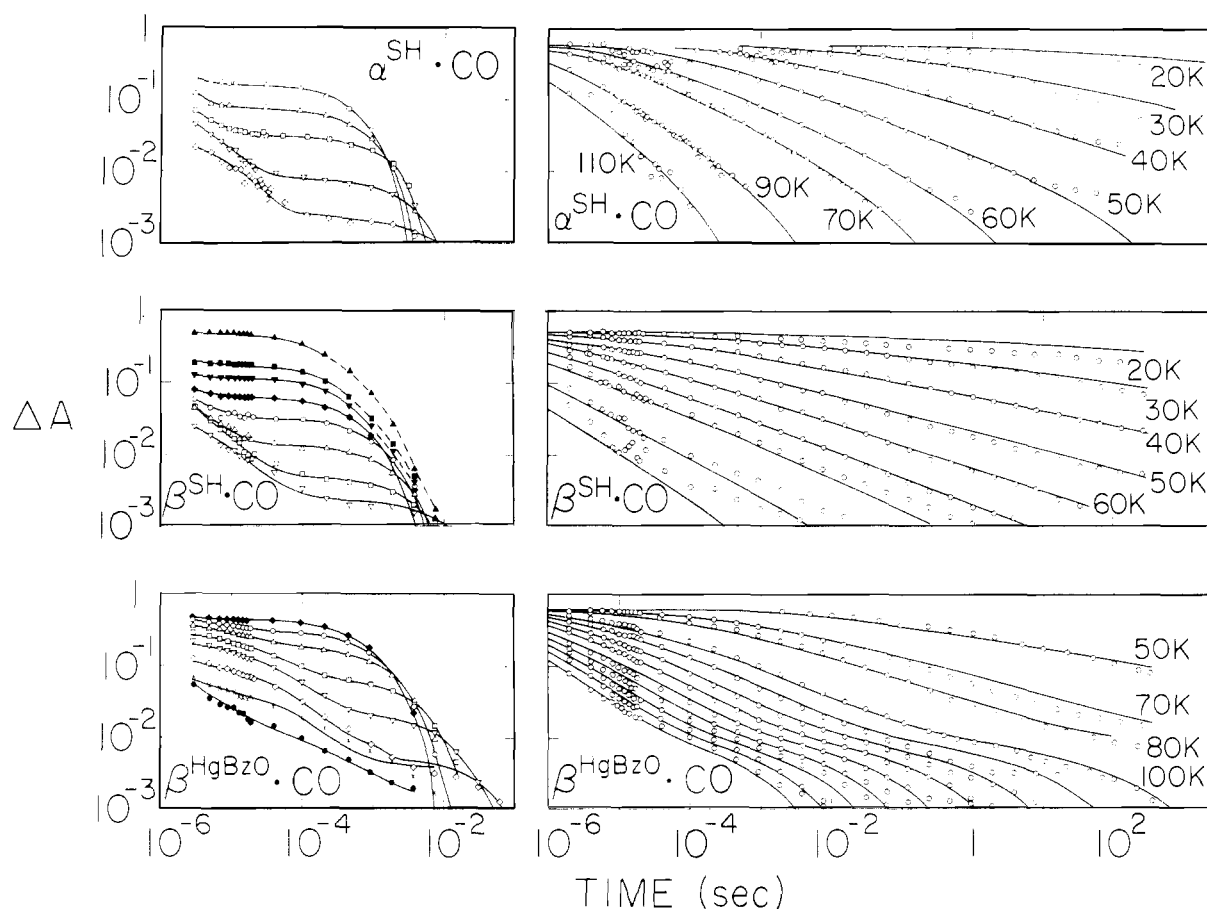 1
10⁻¹
10⁻²
10⁻³
α^SH · CO
20K
30K
40K
50K
60K
70K
90K
110K
α^SH · CO
ΔA
1
10⁻¹
10⁻²
10⁻³
β^SH · CO
20K
30K
40K
50K
60K
β^SH · CO
1
10⁻¹
10⁻²
10⁻³
β^HgBzO · CO
50K
70K
80K
100K
β^HgBzO · CO
10⁻⁶
10⁻⁴
10⁻²
10⁻⁶
10⁻⁴
10⁻²
1
10²
TIME (sec)